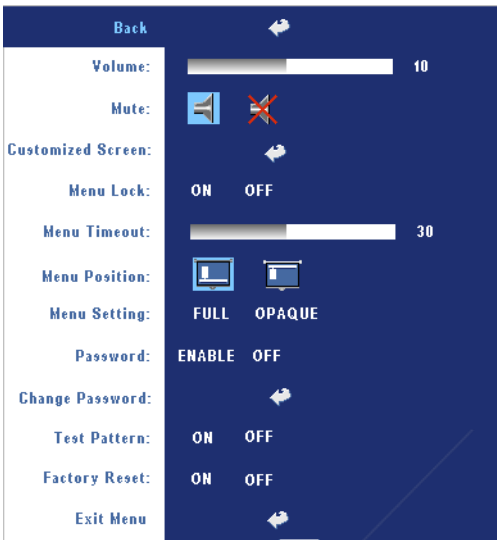 Back
Volume: 10
Mute:
Customized Screen:
Menu Lock: ON OFF
Menu Timeout: 30
Menu Position:
Menu Setting: FULL OPAQUE
Password: ENABLE OFF
Change Password:
Test Pattern: ON OFF
Factory Reset: ON OFF
Exit Menu